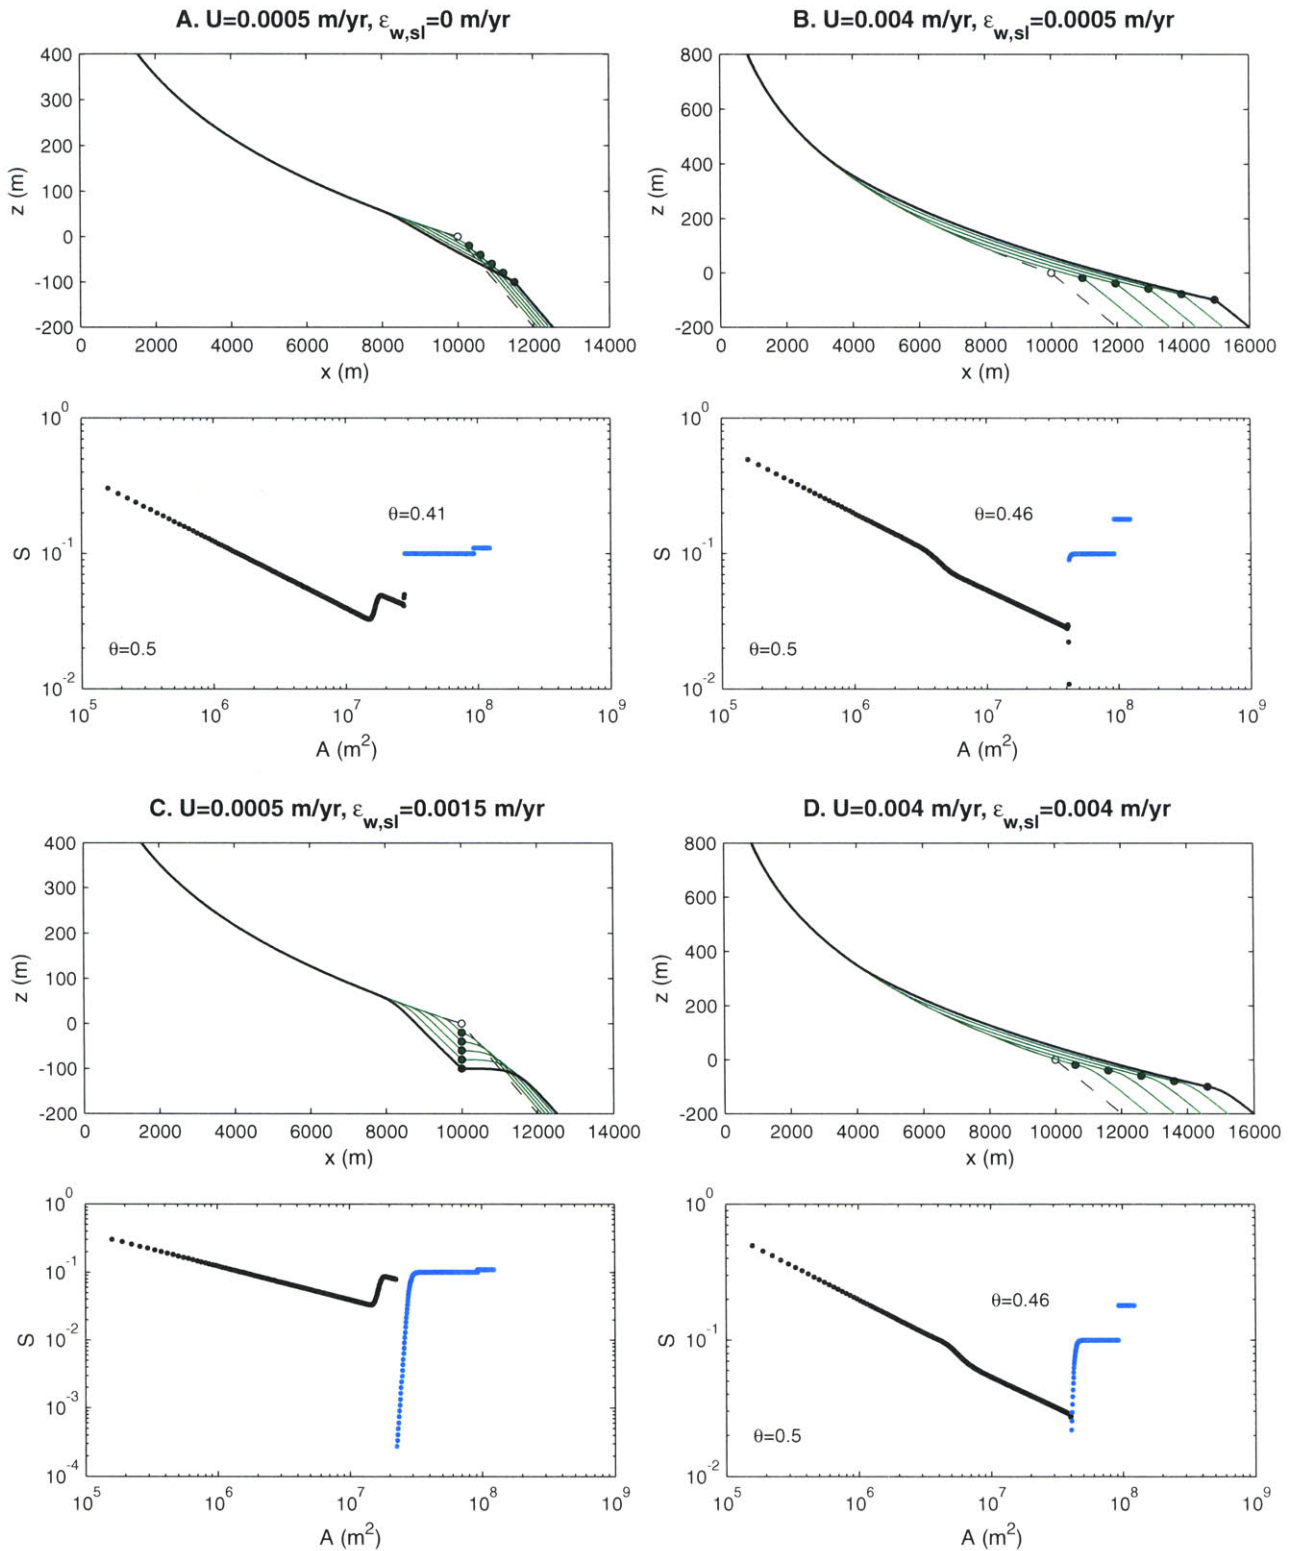 A. U=0.0005 m/yr, ε_w,sl=0 m/yr
400
300
200
100
0
-100
-200
z (m)
0 2000 4000 6000 8000 10000 12000 14000
x (m)
10^0
10^-1
10^-2
S
θ=0.41
θ=0.5
10^5 10^6 10^7 10^8 10^9
A (m^2)
B. U=0.004 m/yr, ε_w,sl=0.0005 m/yr
800
600
400
200
0
-200
z (m)
0 2000 4000 6000 8000 10000 12000 14000 16000
x (m)
10^0
10^-1
10^-2
S
θ=0.46
θ=0.5
10^5 10^6 10^7 10^8 10^9
A (m^2)
C. U=0.0005 m/yr, ε_w,sl=0.0015 m/yr
400
300
200
100
0
-100
-200
z (m)
0 2000 4000 6000 8000 10000 12000 14000
x (m)
10^0
10^-1
10^-2
10^-3
10^-4
S
10^5 10^6 10^7 10^8 10^9
A (m^2)
D. U=0.004 m/yr, ε_w,sl=0.004 m/yr
800
600
400
200
0
-200
z (m)
0 2000 4000 6000 8000 10000 12000 14000 16000
x (m)
10^0
10^-1
10^-2
S
θ=0.46
θ=0.5
10^5 10^6 10^7 10^8 10^9
A (m^2)